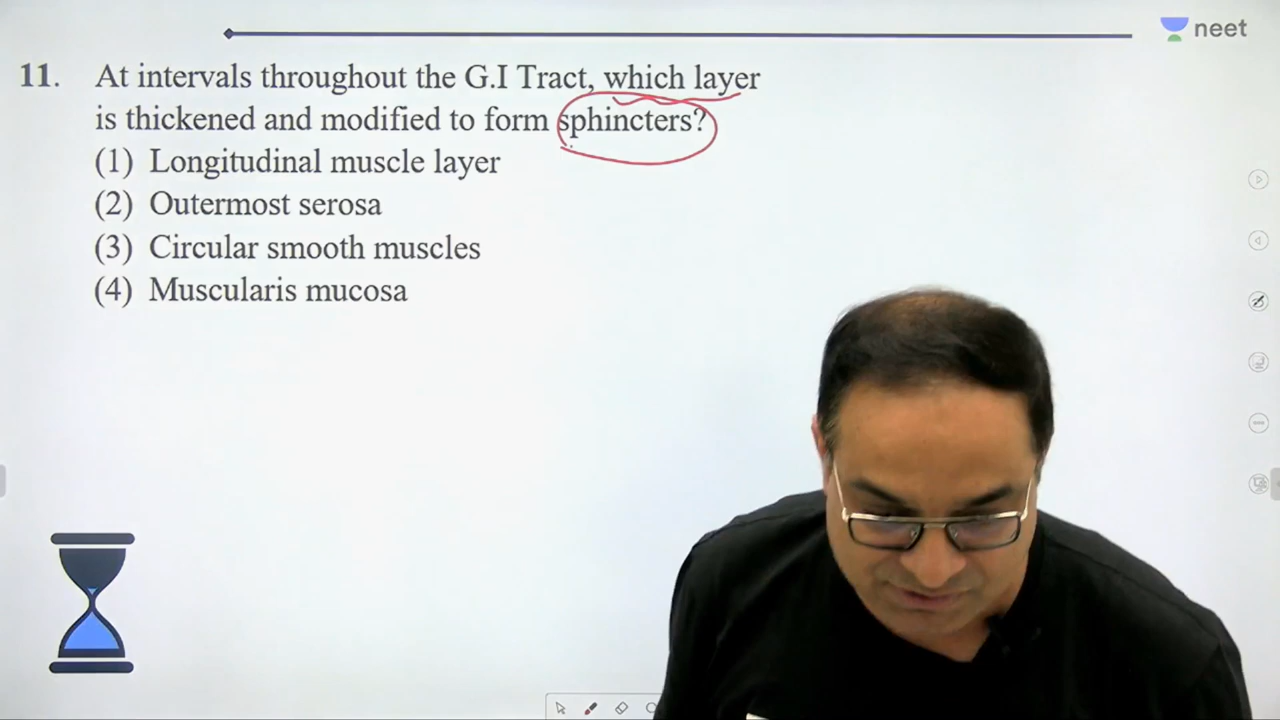 neet
11. At intervals throughout the G.I Tract, which layer
is thickened and modified to form sphincters?
(1) Longitudinal muscle layer
(2) Outermost serosa
(3) Circular smooth muscles
(4) Muscularis mucosa